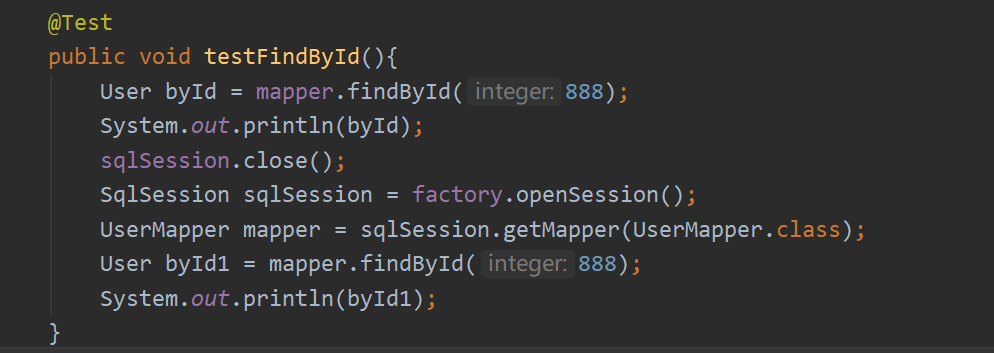 @Test
public void testFindById(){
User byId = mapper.findById( integer: 888);
System.out.println(byId);
sqlSession.close();
SqlSession sqlSession = factory.openSession();
UserMapper mapper = sqlSession.getMapper(UserMapper.class);
User byId1 = mapper.findById( integer: 888);
System.out.println(byId1);
}